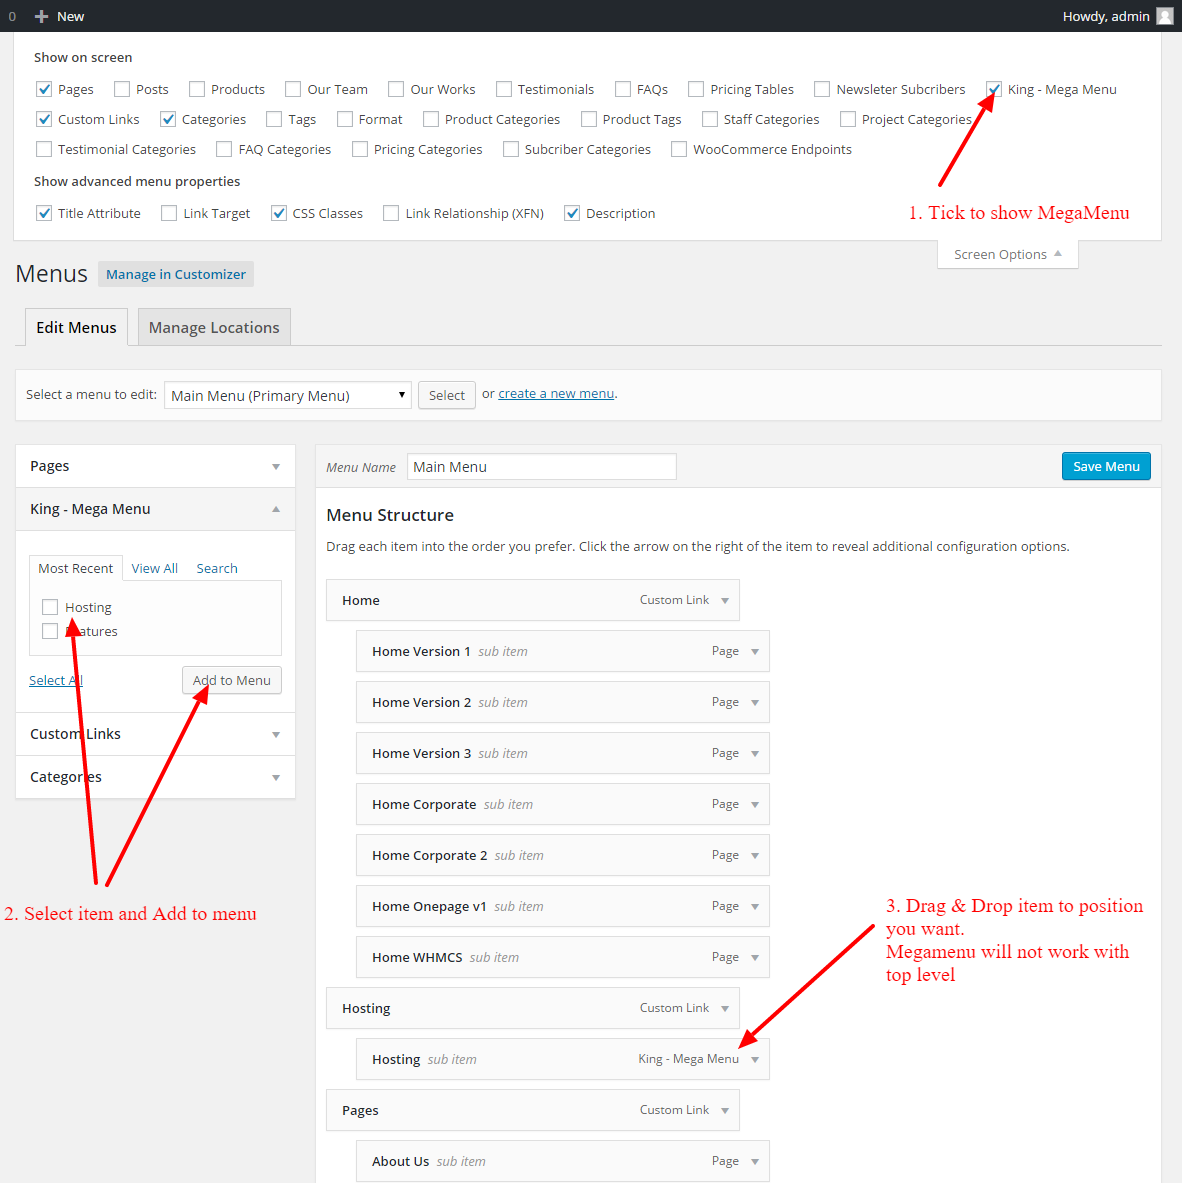 0 New Howdy, admin
Show on screen
Pages Posts Products Our Team Our Works Testimonials FAQs Pricing Tables Newsleter Subcribers King - Mega Menu
Custom Links Categories Tags Format Product Categories Product Tags Staff Categories Project Categories
Testimonial Categories FAQ Categories Pricing Categories Subcriber Categories WooCommerce Endpoints
Show advanced menu properties
Title Attribute Link Target CSS Classes Link Relationship (XFN) Description
1. Tick to show MegaMenu
Screen Options
Menus Manage in Customizer
Edit Menus Manage Locations
Select a menu to edit: Main Menu (Primary Menu) Select or create a new menu.
Pages
King - Mega Menu
Most Recent View All Search
Hosting
Features
Select All Add to Menu
Custom Links
Categories
2. Select item and Add to menu
Menu Name Main Menu Save Menu
Menu Structure
Drag each item into the order you prefer. Click the arrow on the right of the item to reveal additional configuration options.
Home Custom Link
Home Version 1 sub item Page
Home Version 2 sub item Page
Home Version 3 sub item Page
Home Corporate sub item Page
Home Corporate 2 sub item Page
Home Onepage v1 sub item Page
Home WHMCS sub item Page
Hosting Custom Link
Hosting sub item King - Mega Menu
Pages Custom Link
About Us sub item Page
3. Drag & Drop item to position
you want.
Megamenu will not work with
top level